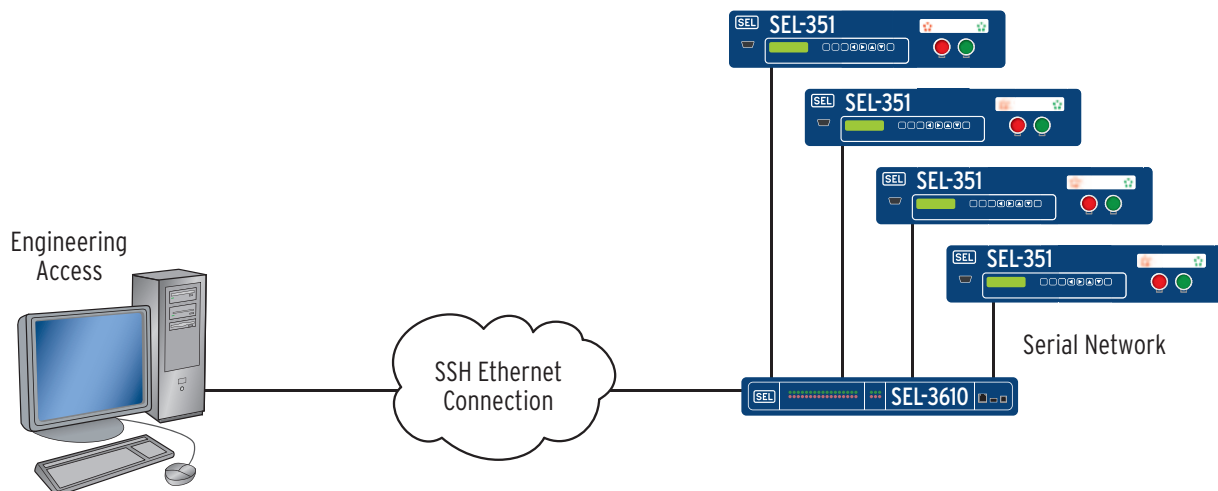 SEL SEL-351
SEL SEL-351
SEL SEL-351
SEL SEL-351
Engineering
Access
SSH Ethernet
Connection
Serial Network
SEL SEL-3610